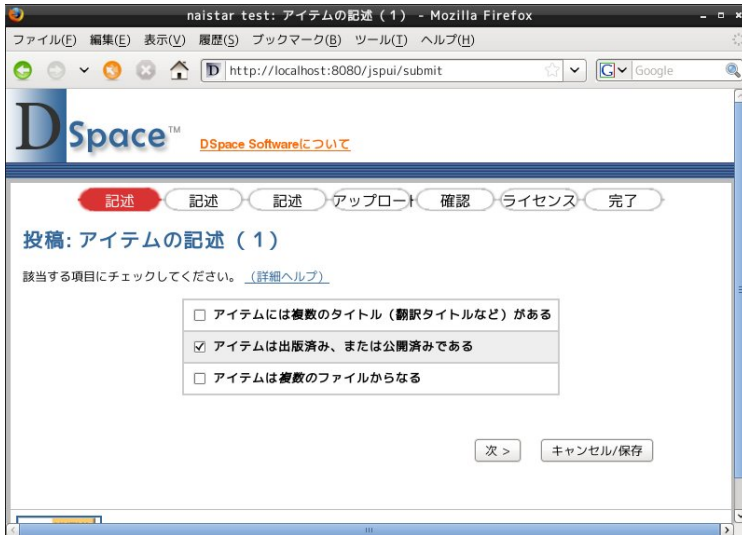 naistar test: アイテムの記述（1） - Mozilla Firefox
ファイル(F) 編集(E) 表示(V) 履歴(S) ブックマーク(B) ツール(T) ヘルプ(H)
http://localhost:8080/jspui/submit Google
DSpace™ DSpace Softwareについて
記述 記述 記述 アップロート 確認 ライセンス 完了
投稿: アイテムの記述（1）
該当する項目にチェックしてください。 （詳細ヘルプ）
アイテムには複数のタイトル（翻訳タイトルなど）がある
アイテムは出版済み、または公開済みである
アイテムは複数のファイルからなる
次 > キャンセル/保存